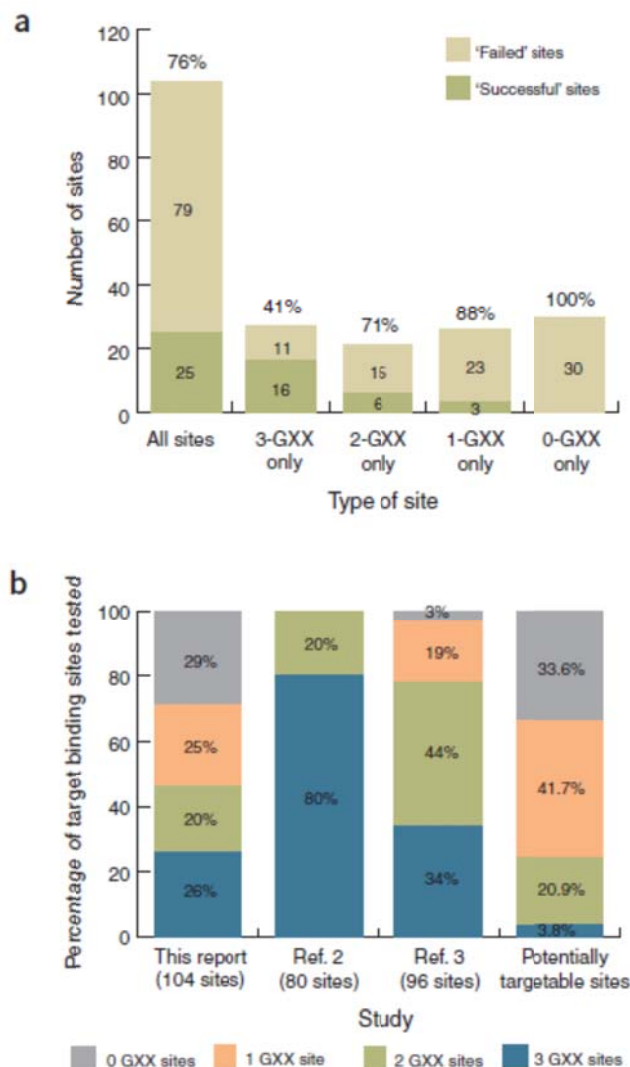 a
120
100
80
60
40
20
0
Number of sites
'Failed' sites
'Successful' sites
76%
79
25
41%
11
16
71%
15
6
88%
23
3
100%
30
All sites
3-GXX only
2-GXX only
1-GXX only
0-GXX only
Type of site
b
Percentage of target binding sites tested
100
80
60
40
20
0
29%
25%
20%
26%
20%
80%
3%
19%
44%
34%
33.6%
41.7%
20.9%
3.8%
This report
(104 sites)
Ref. 2
(80 sites)
Ref. 3
(96 sites)
Potentially
targetable sites
Study
0 GXX sites
1 GXX site
2 GXX sites
3 GXX sites